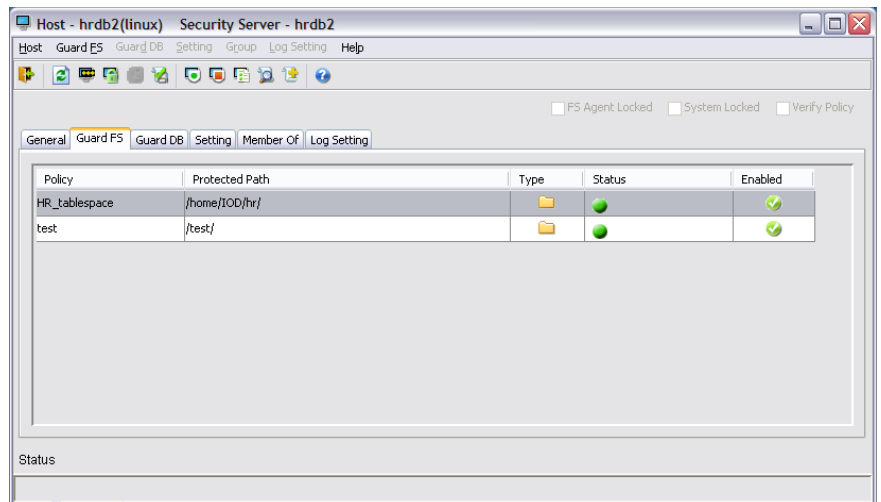 Host - hrdb2(linux) Security Server - hrdb2
Host Guard FS Guard DB Setting Group Log Setting Help
FS Agent Locked System Locked Verify Policy
General Guard FS Guard DB Setting Member Of Log Setting
Policy Protected Path Type Status Enabled
HR_tablespace /home/IOD/hr/
test /test/
Status